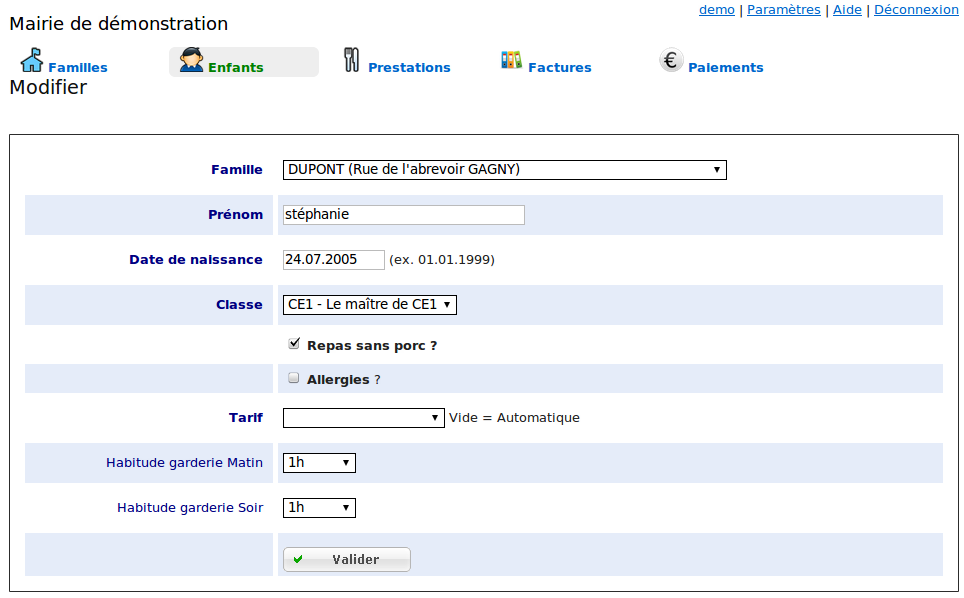 demo | Paramètres | Aide | Déconnexion
Mairie de démonstration
Familles Enfants Prestations Factures Paiements
Modifier
Famille DUPONT (Rue de l'abrevoir GAGNY)
Prénom stéphanie
Date de naissance 24.07.2005 (ex. 01.01.1999)
Classe CE1 - Le maître de CE1
Repas sans porc ?
Allergies ?
Tarif Vide = Automatique
Habitude garderie Matin 1h
Habitude garderie Soir 1h
Valider